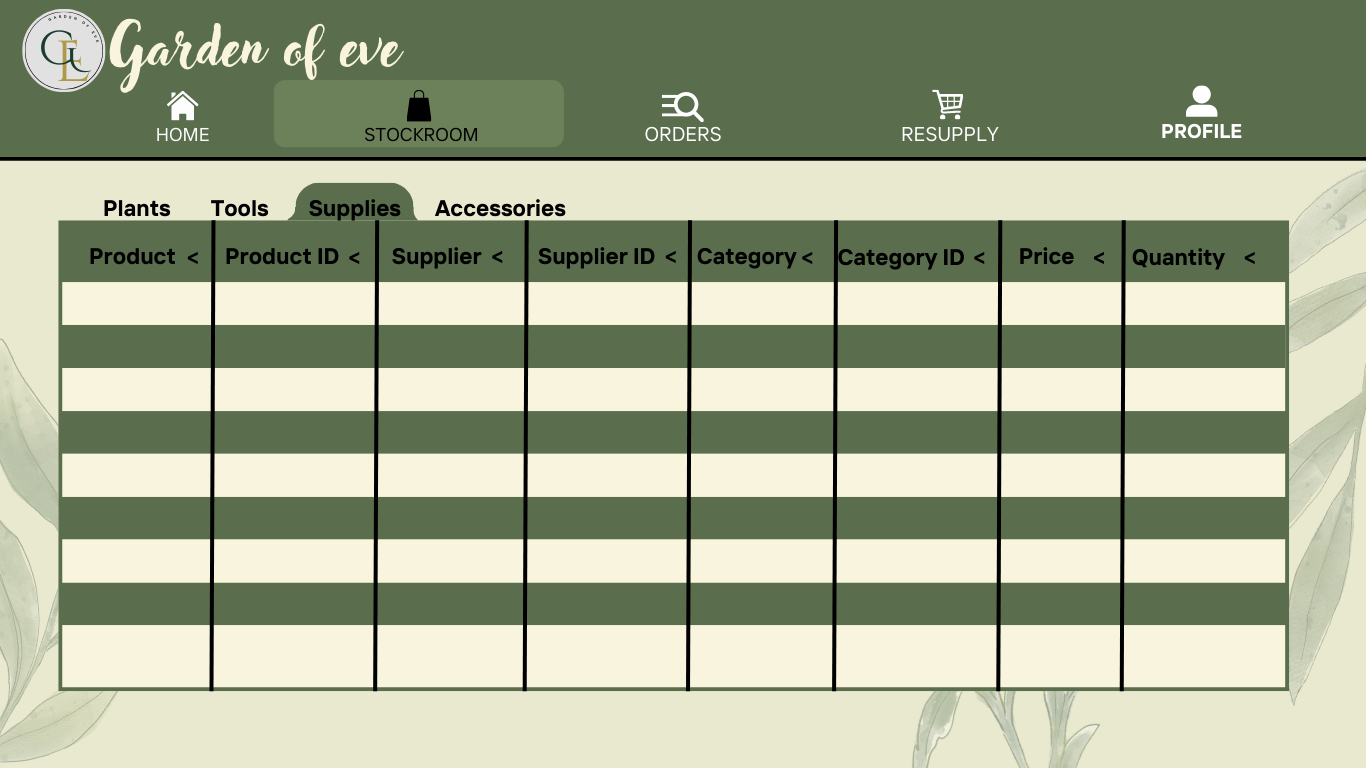 GARDEN OF EVE
GE
Garden of eve
HOME
STOCKROOM
ORDERS
RESUPPLY
PROFILE
Plants
Tools
Supplies
Accessories
Product < Product ID < Supplier < Supplier ID < Category < Category ID < Price < Quantity <